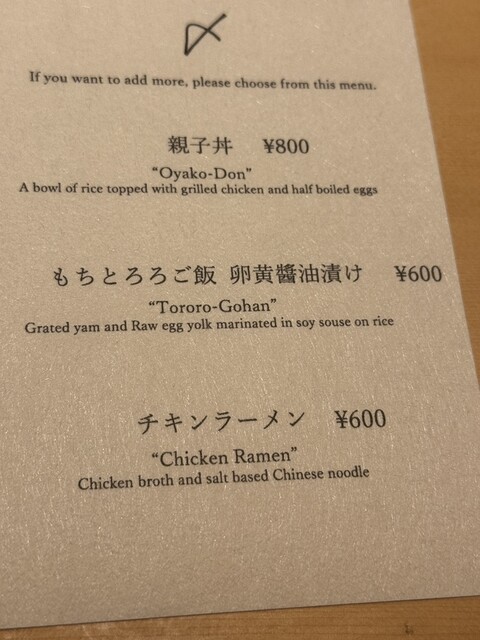 〆
If you want to add more, please choose from this menu.
親子丼 ¥800
“Oyako-Don”
A bowl of rice topped with grilled chicken and half boiled eggs
もちとろろご飯 卵黄醬油漬け ¥600
“Tororo-Gohan”
Grated yam and Raw egg yolk marinated in soy souse on rice
チキンラーメン ¥600
“Chicken Ramen”
Chicken broth and salt based Chinese noodle